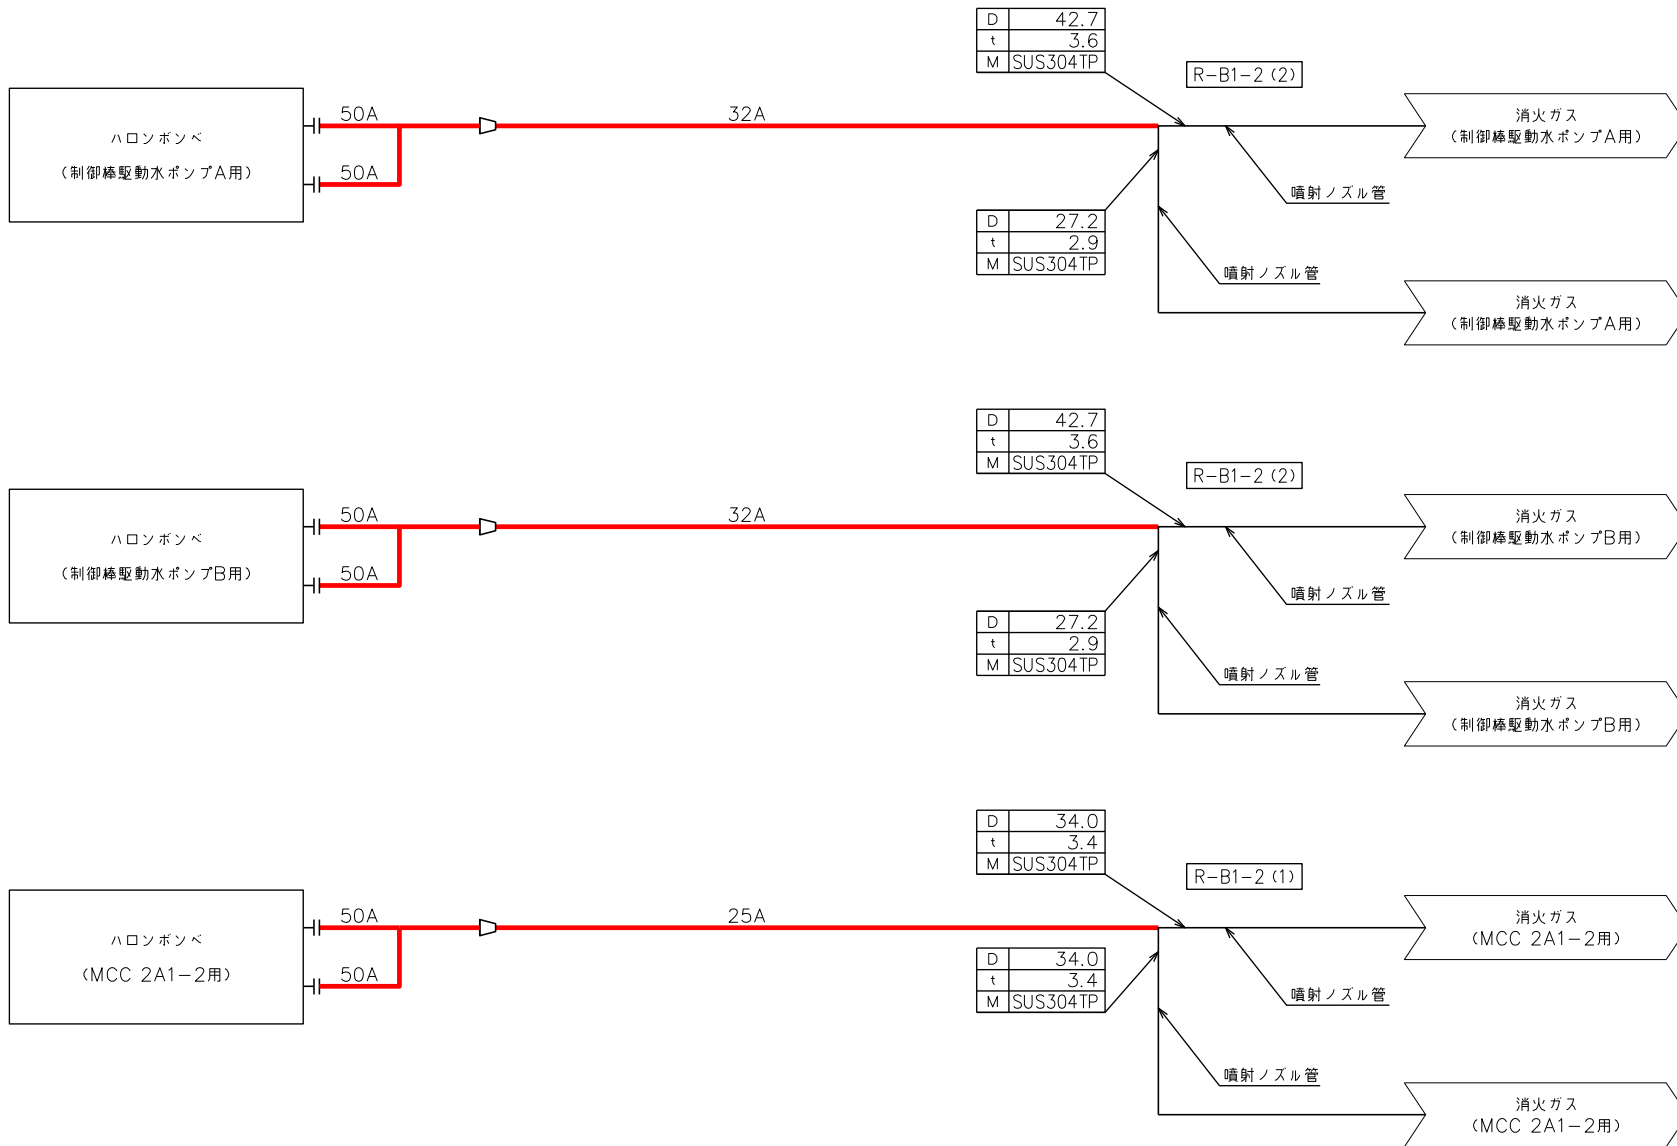 D 42.7
t 3.6
M SUS304TP
R-B1-2 (2)
ハロンボンベ
(制御棒駆動水ポンプA用)
50A
50A
32A
消火ガス
(制御棒駆動水ポンプA用)
噴射ノズル管
D 27.2
t 2.9
M SUS304TP
噴射ノズル管
消火ガス
(制御棒駆動水ポンプA用)
D 42.7
t 3.6
M SUS304TP
R-B1-2 (2)
ハロンボンベ
(制御棒駆動水ポンプB用)
50A
50A
32A
消火ガス
(制御棒駆動水ポンプB用)
噴射ノズル管
D 27.2
t 2.9
M SUS304TP
噴射ノズル管
消火ガス
(制御棒駆動水ポンプB用)
D 34.0
t 3.4
M SUS304TP
R-B1-2 (1)
ハロンボンベ
(MCC 2A1-2用)
50A
50A
25A
消火ガス
(MCC 2A1-2用)
D 34.0
t 3.4
M SUS304TP
噴射ノズル管
噴射ノズル管
消火ガス
(MCC 2A1-2用)